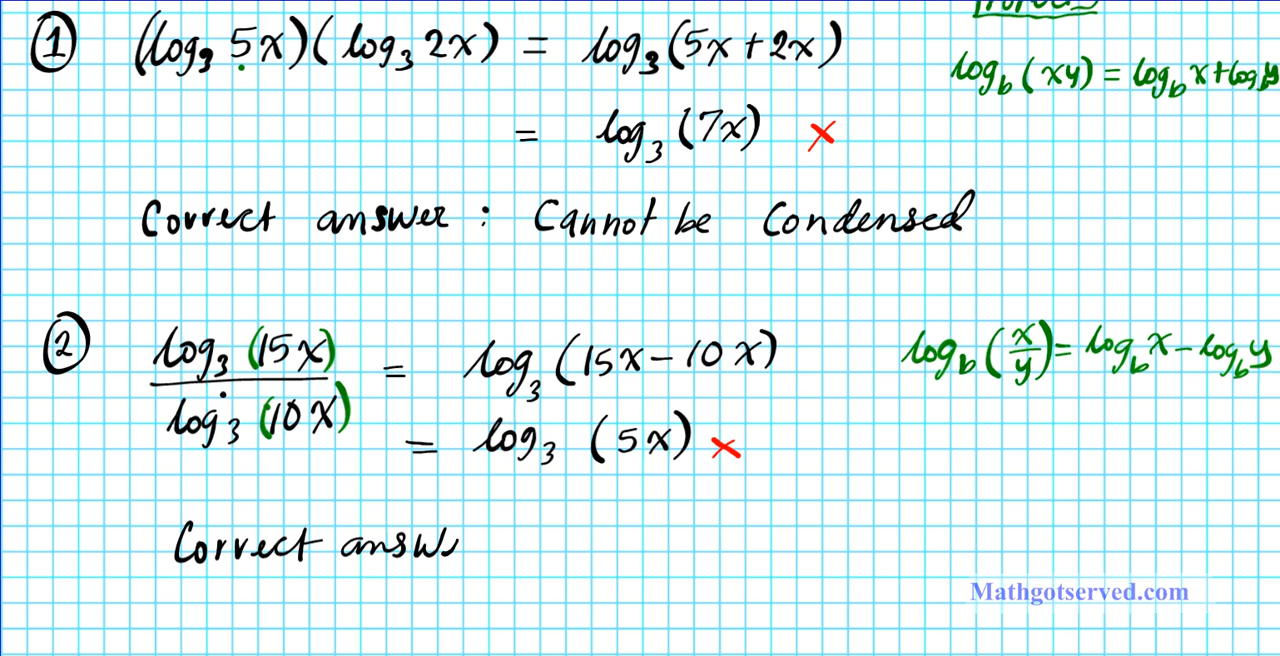 ① (log₃ 5x)(log₃ 2x) = log₃(5x + 2x)
log_b(xy) = log_b x + log_b y
= log₃(7x) ×
Correct answer : Cannot be Condensed
② log₃(15x) / log₃(10x) = log₃(15x − 10x)
log_b(x/y) = log_b x − log_b y
= log₃(5x) ×
Correct answ
Mathgotserved.com